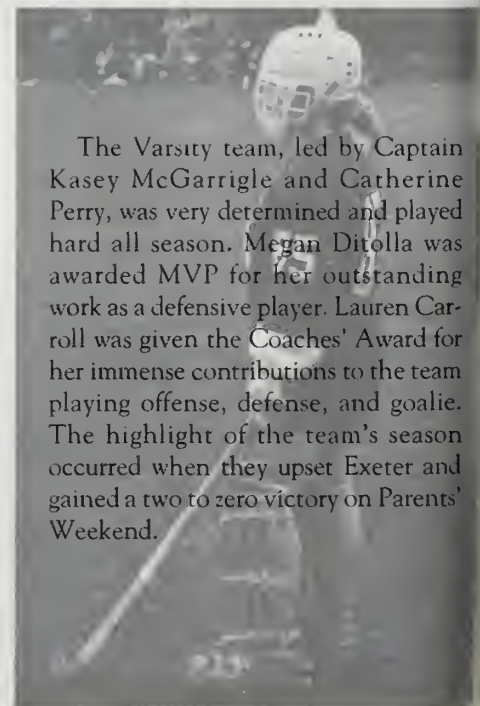 The Varsity team, led by Captain
Kasey McGarrigle and Catherine
Perry, was very determined and played
hard all season. Megan Ditolla was
awarded MVP for her outstanding
work as a defensive player. Lauren Car-
roll was given the Coaches' Award for
her immense contributions to the team
playing offense, defense, and goalie.
The highlight of the team's season
occurred when they upset Exeter and
gained a two to zero victory on Parents'
Weekend.